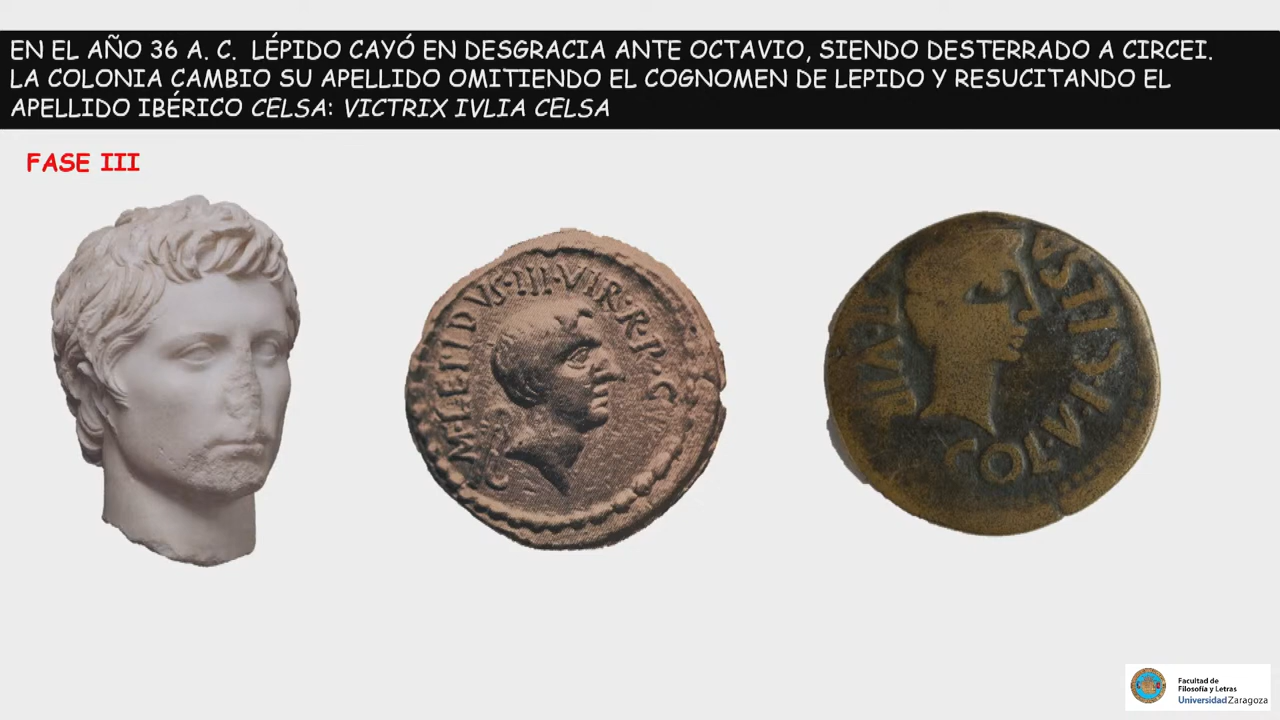 EN EL AÑO 36 A. C. LÉPIDO CAYÓ EN DESGRACIA ANTE OCTAVIO, SIENDO DESTERRADO A CIRCEI.
LA COLONIA CAMBIO SU APELLIDO OMITIENDO EL COGNOMEN DE LEPIDO Y RESUCITANDO EL
APELLIDO IBÉRICO CELSA: VICTRIX IVLIA CELSA
FASE III
M·LEPIDVS·III·VIR·R·P·C
COL·V·I
Facultad de
Filosofía y Letras
Universidad Zaragoza